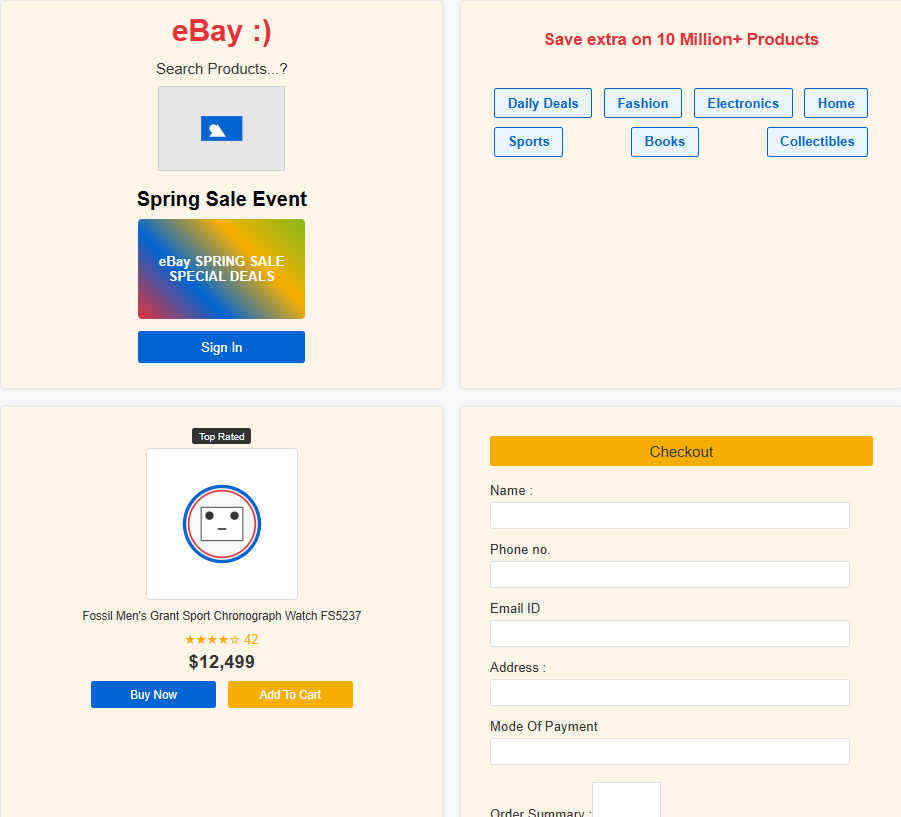 eBay :)
Search Products...?
Spring Sale Event
eBay SPRING SALE
SPECIAL DEALS
Sign In
Save extra on 10 Million+ Products
Daily Deals
Fashion
Electronics
Home
Sports
Books
Collectibles
Top Rated
Fossil Men's Grant Sport Chronograph Watch FS5237
★★★★☆ 42
$12,499
Buy Now
Add To Cart
Checkout
Name :
Phone no.
Email ID
Address :
Mode Of Payment
Order Summary :